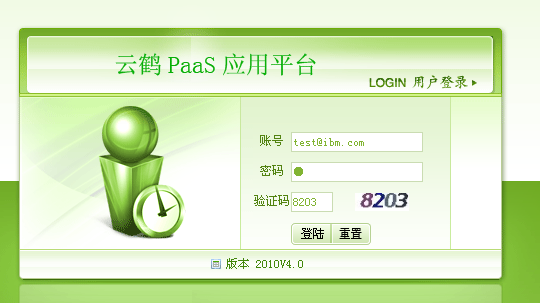 云鹤 PaaS 应用平台
LOGIN 用户登录
账号 test@ibm.com
密码
验证码 8203 8203
登陆 重置
版本 2010V4.0